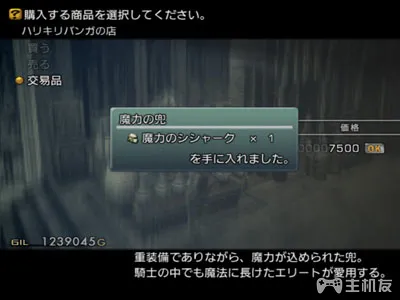 購入する商品を選択してください。
ハリキリバンガの店
買う
売る
交易品
魔力の兜
魔力のシシャーク × 1
を手に入れました。
価格
7500 OK
GIL 1239045G
重装備でありながら、魔力が込められた兜。
騎士の中でも魔法に長けたエリートが愛用する。
主机友